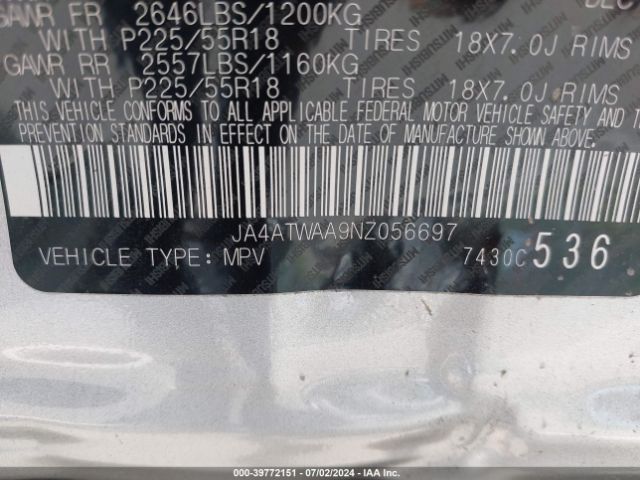 GAWR FR 2646LBS/1200KG
WITH P225/55R18 TIRES 18X7.0J RIMS
GAWR RR 2557LBS/1160KG
WITH P225/55R18 TIRES 18X7.0J RIMS
THIS VEHICLE CONFORMS TO ALL APPLICABLE FEDERAL MOTOR VEHICLE SAFETY AND T
PREVENTION STANDARDS IN EFFECT ON THE DATE OF MANUFACTURE SHOWN ABOVE.
JA4ATWAA9NZ056697
VEHICLE TYPE: MPV 7430C 536
000-39772151 | 07/02/2024 | IAA Inc.